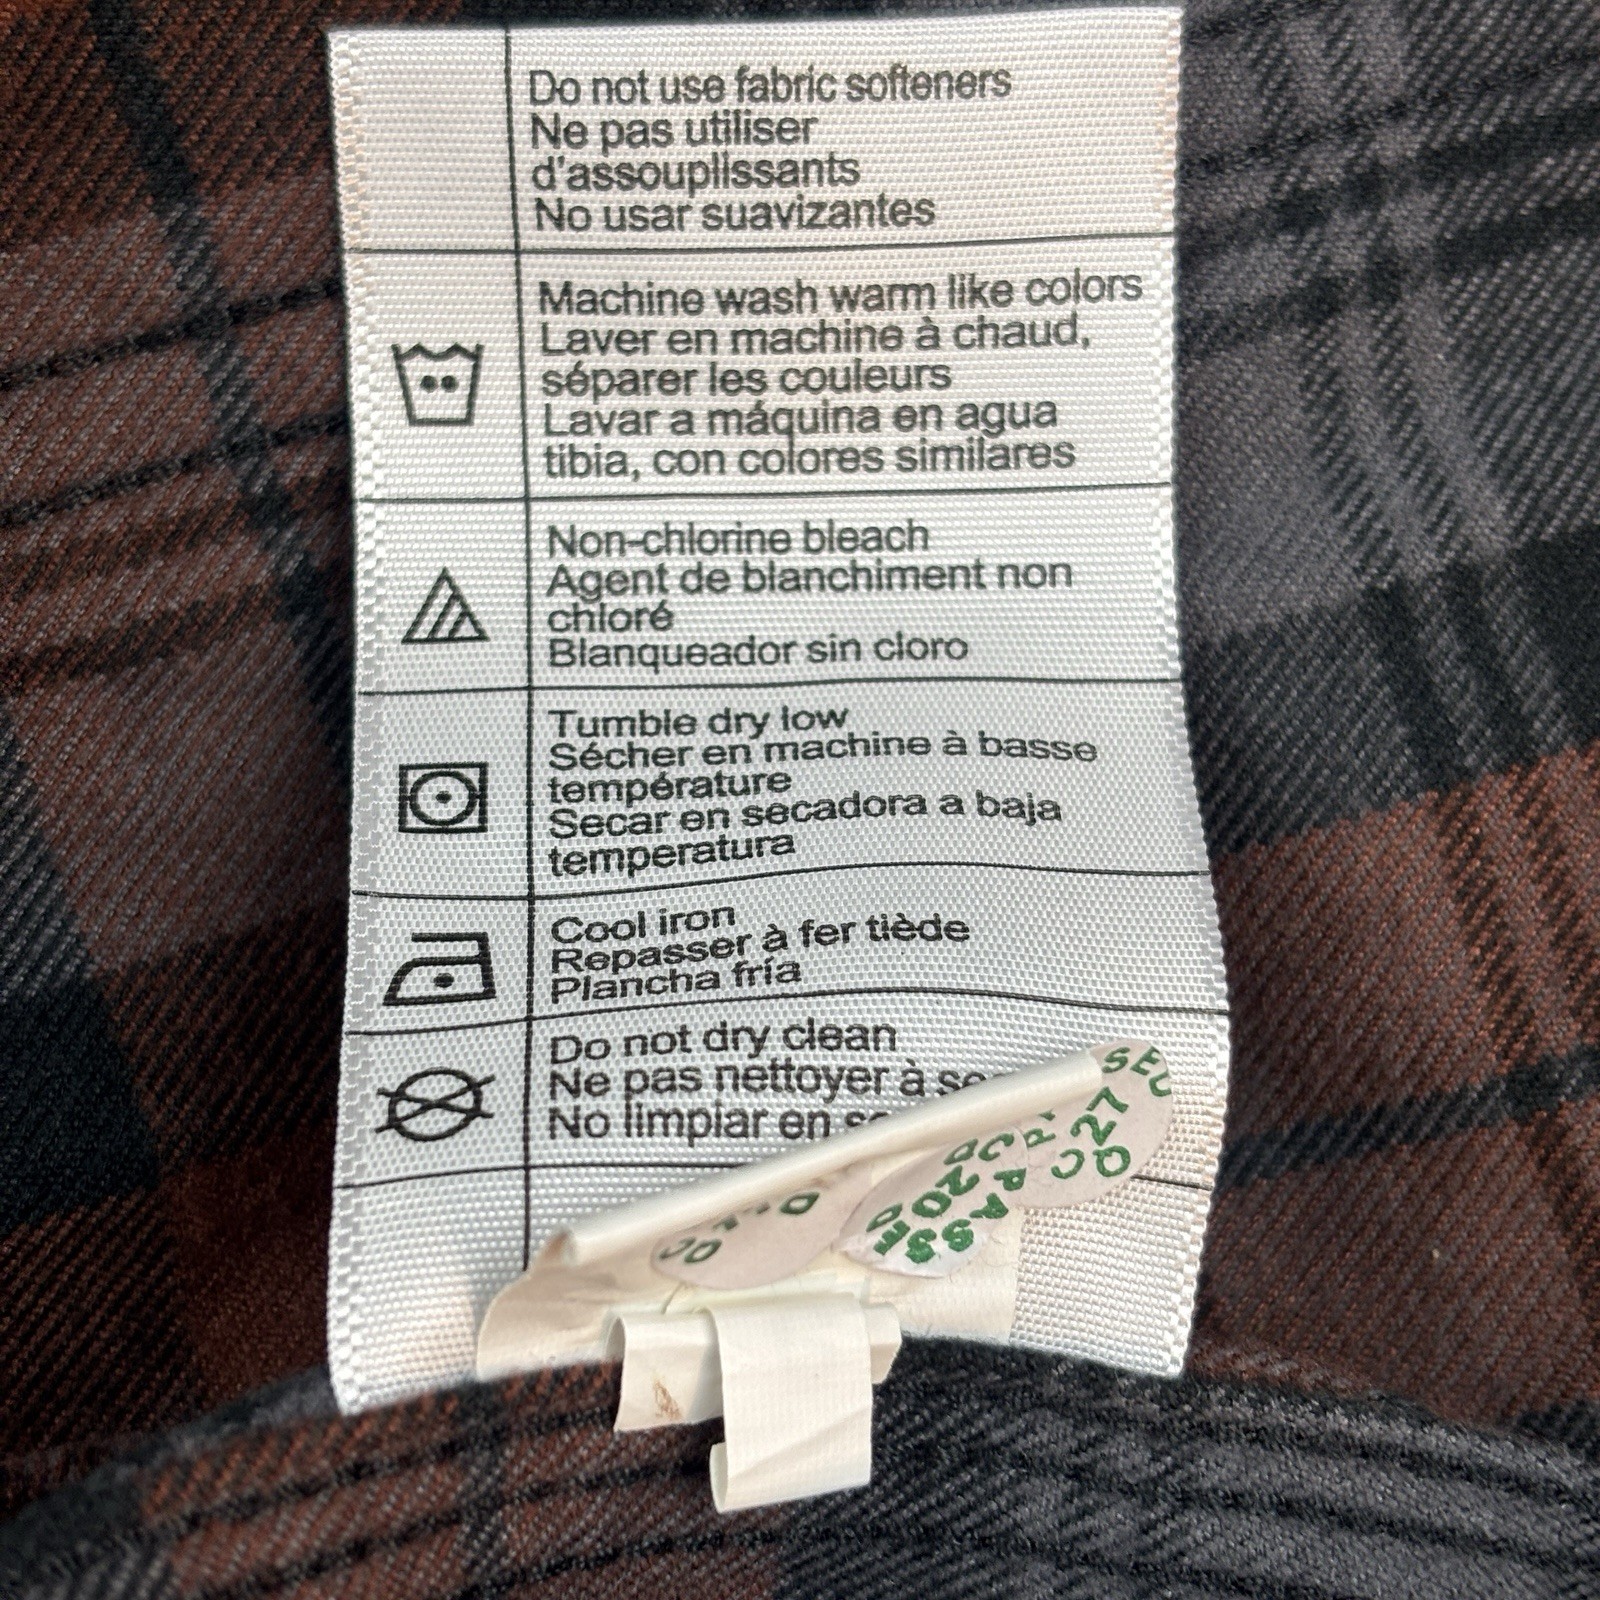 Do not use fabric softeners
Ne pas utiliser
d'assouplissants
No usar suavizantes
Machine wash warm like colors
Laver en machine à chaud,
séparer les couleurs
Lavar a máquina en agua
tibia, con colores similares
Non-chlorine bleach
Agent de blanchiment non
chloré
Blanqueador sin cloro
Tumble dry low
Sécher en machine à basse
température
Secar en secadora a baja
temperatura
Cool iron
Repasser à fer tiède
Plancha fría
Do not dry clean
Ne pas nettoyer à
No limpiar en
27
QC
QC